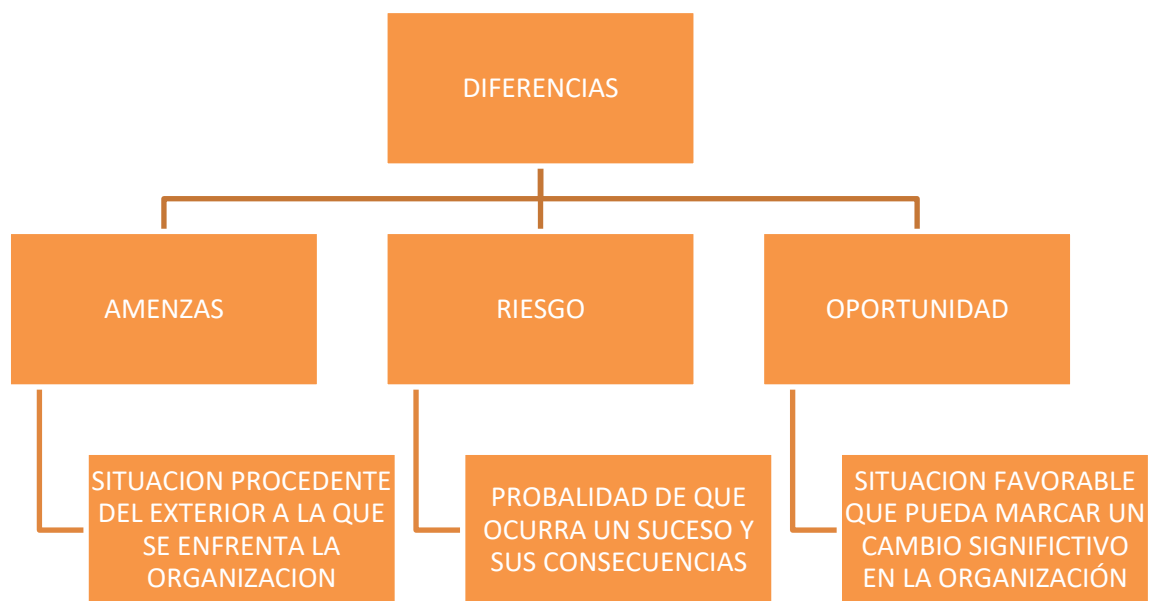 DIFERENCIAS
AMENZAS
RIESGO
OPORTUNIDAD
SITUACION PROCEDENTE
DEL EXTERIOR A LA QUE
SE ENFRENTA LA
ORGANIZACION
PROBALIDAD DE QUE
OCURRA UN SUCESO Y
SUS CONSECUENCIAS
SITUACION FAVORABLE
QUE PUEDA MARCAR UN
CAMBIO SIGNIFICTIVO
EN LA ORGANIZACIÓN